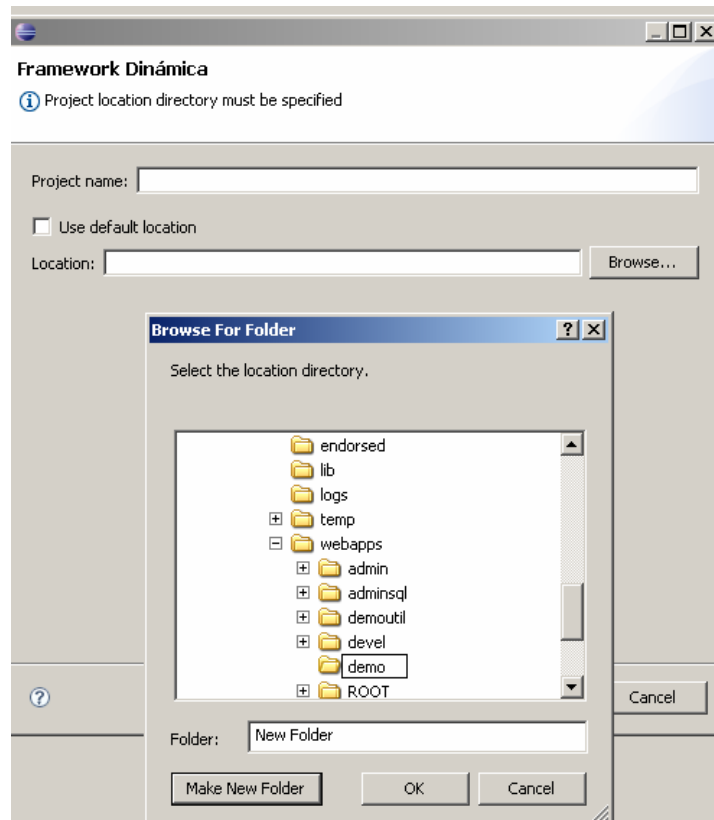 Framework Dinámica
Project location directory must be specified
Project name:
Use default location
Location:
Browse...
Browse For Folder
Select the location directory.
endorsed
lib
logs
temp
webapps
admin
adminsql
demoutil
devel
demo
ROOT
Cancel
Folder: New Folder
Make New Folder OK Cancel